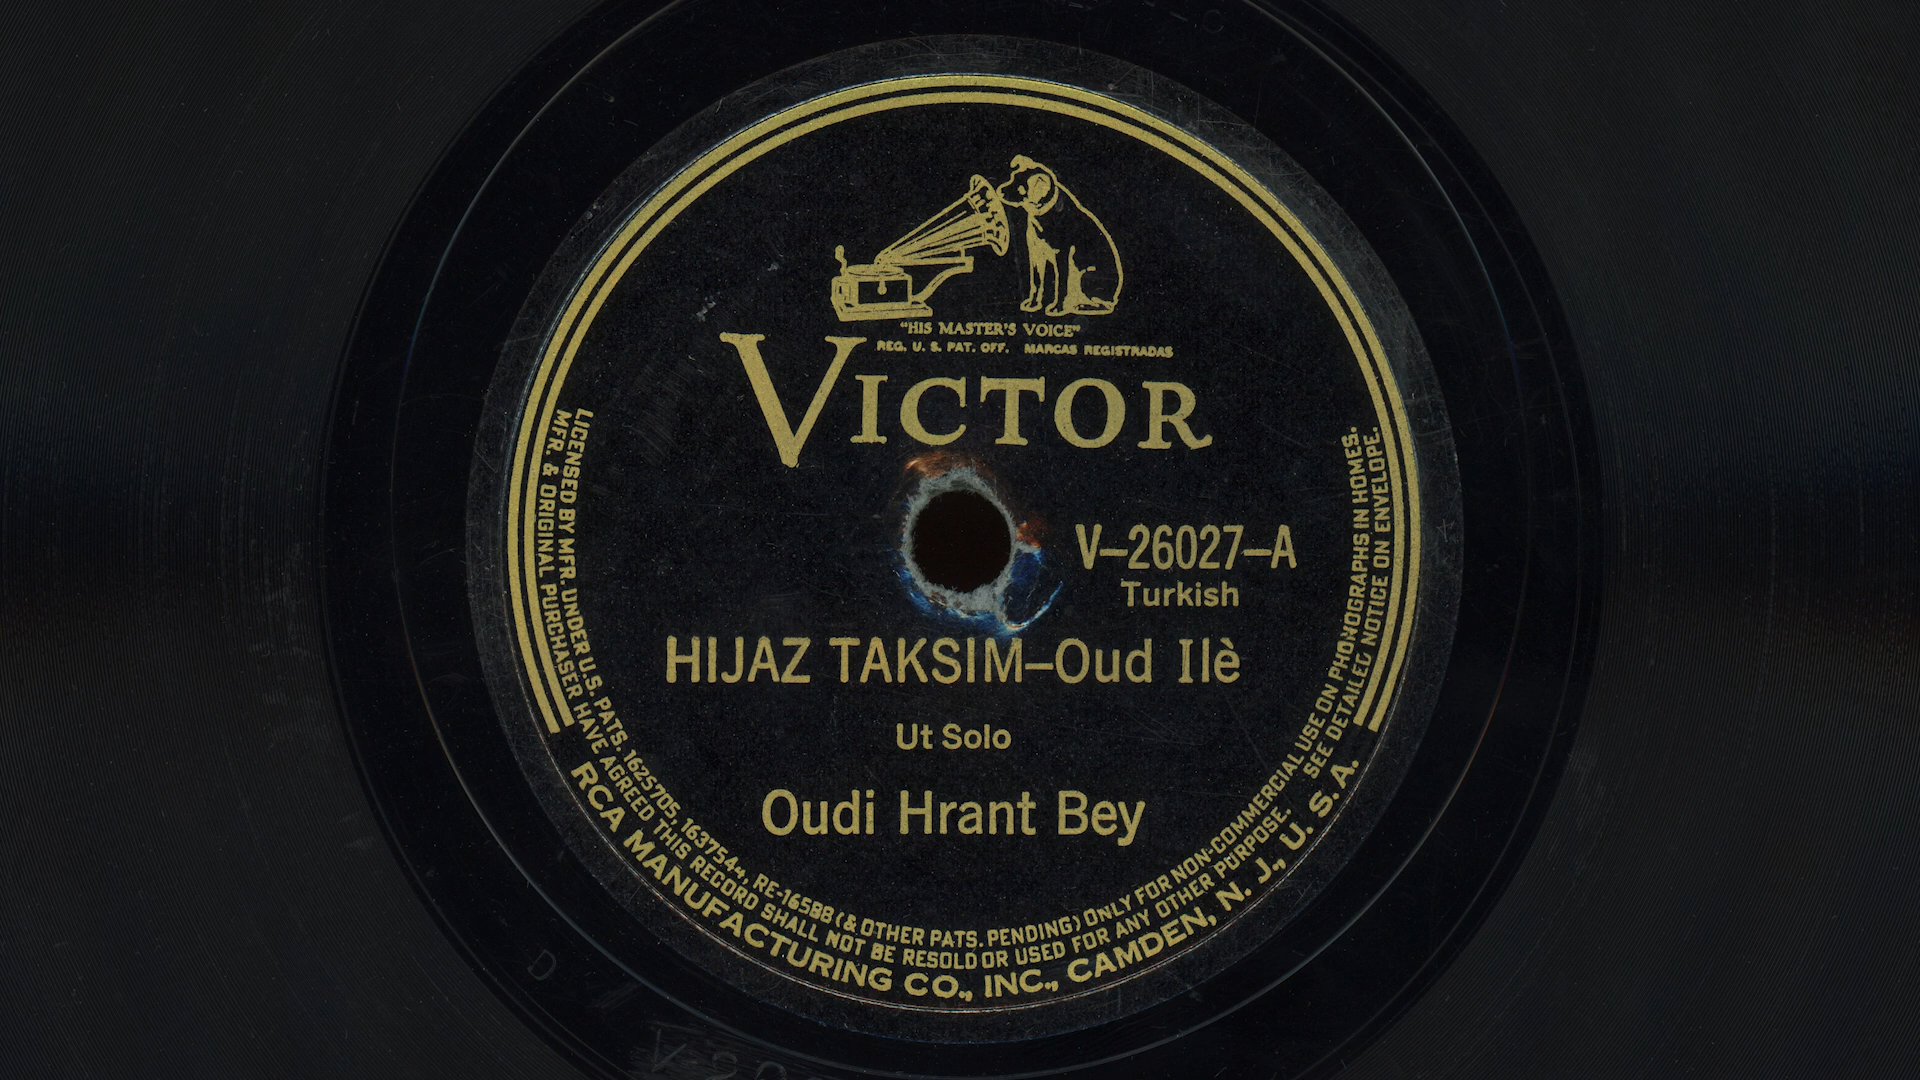 "HIS MASTER'S VOICE"
REG. U. S. PAT. OFF. MARCAS REGISTRADAS
VICTOR
V–26027–A
Turkish
HIJAZ TAKSIM–Oud Ilè
Ut Solo
Oudi Hrant Bey
LICENSED BY MFR. UNDER U.S. PATS. 1625705, 1637544, RE-16588 (& OTHER PATS. PENDING) ONLY FOR NON-COMMERCIAL USE ON PHONOGRAPHS IN HOMES.
MFR. & ORIGINAL PURCHASER HAVE AGREED THIS RECORD SHALL NOT BE RESOLD OR USED FOR ANY OTHER PURPOSE. SEE DETAILED NOTICE ON ENVELOPE.
RCA MANUFACTURING CO., INC., CAMDEN, N. J., U. S. A.
D